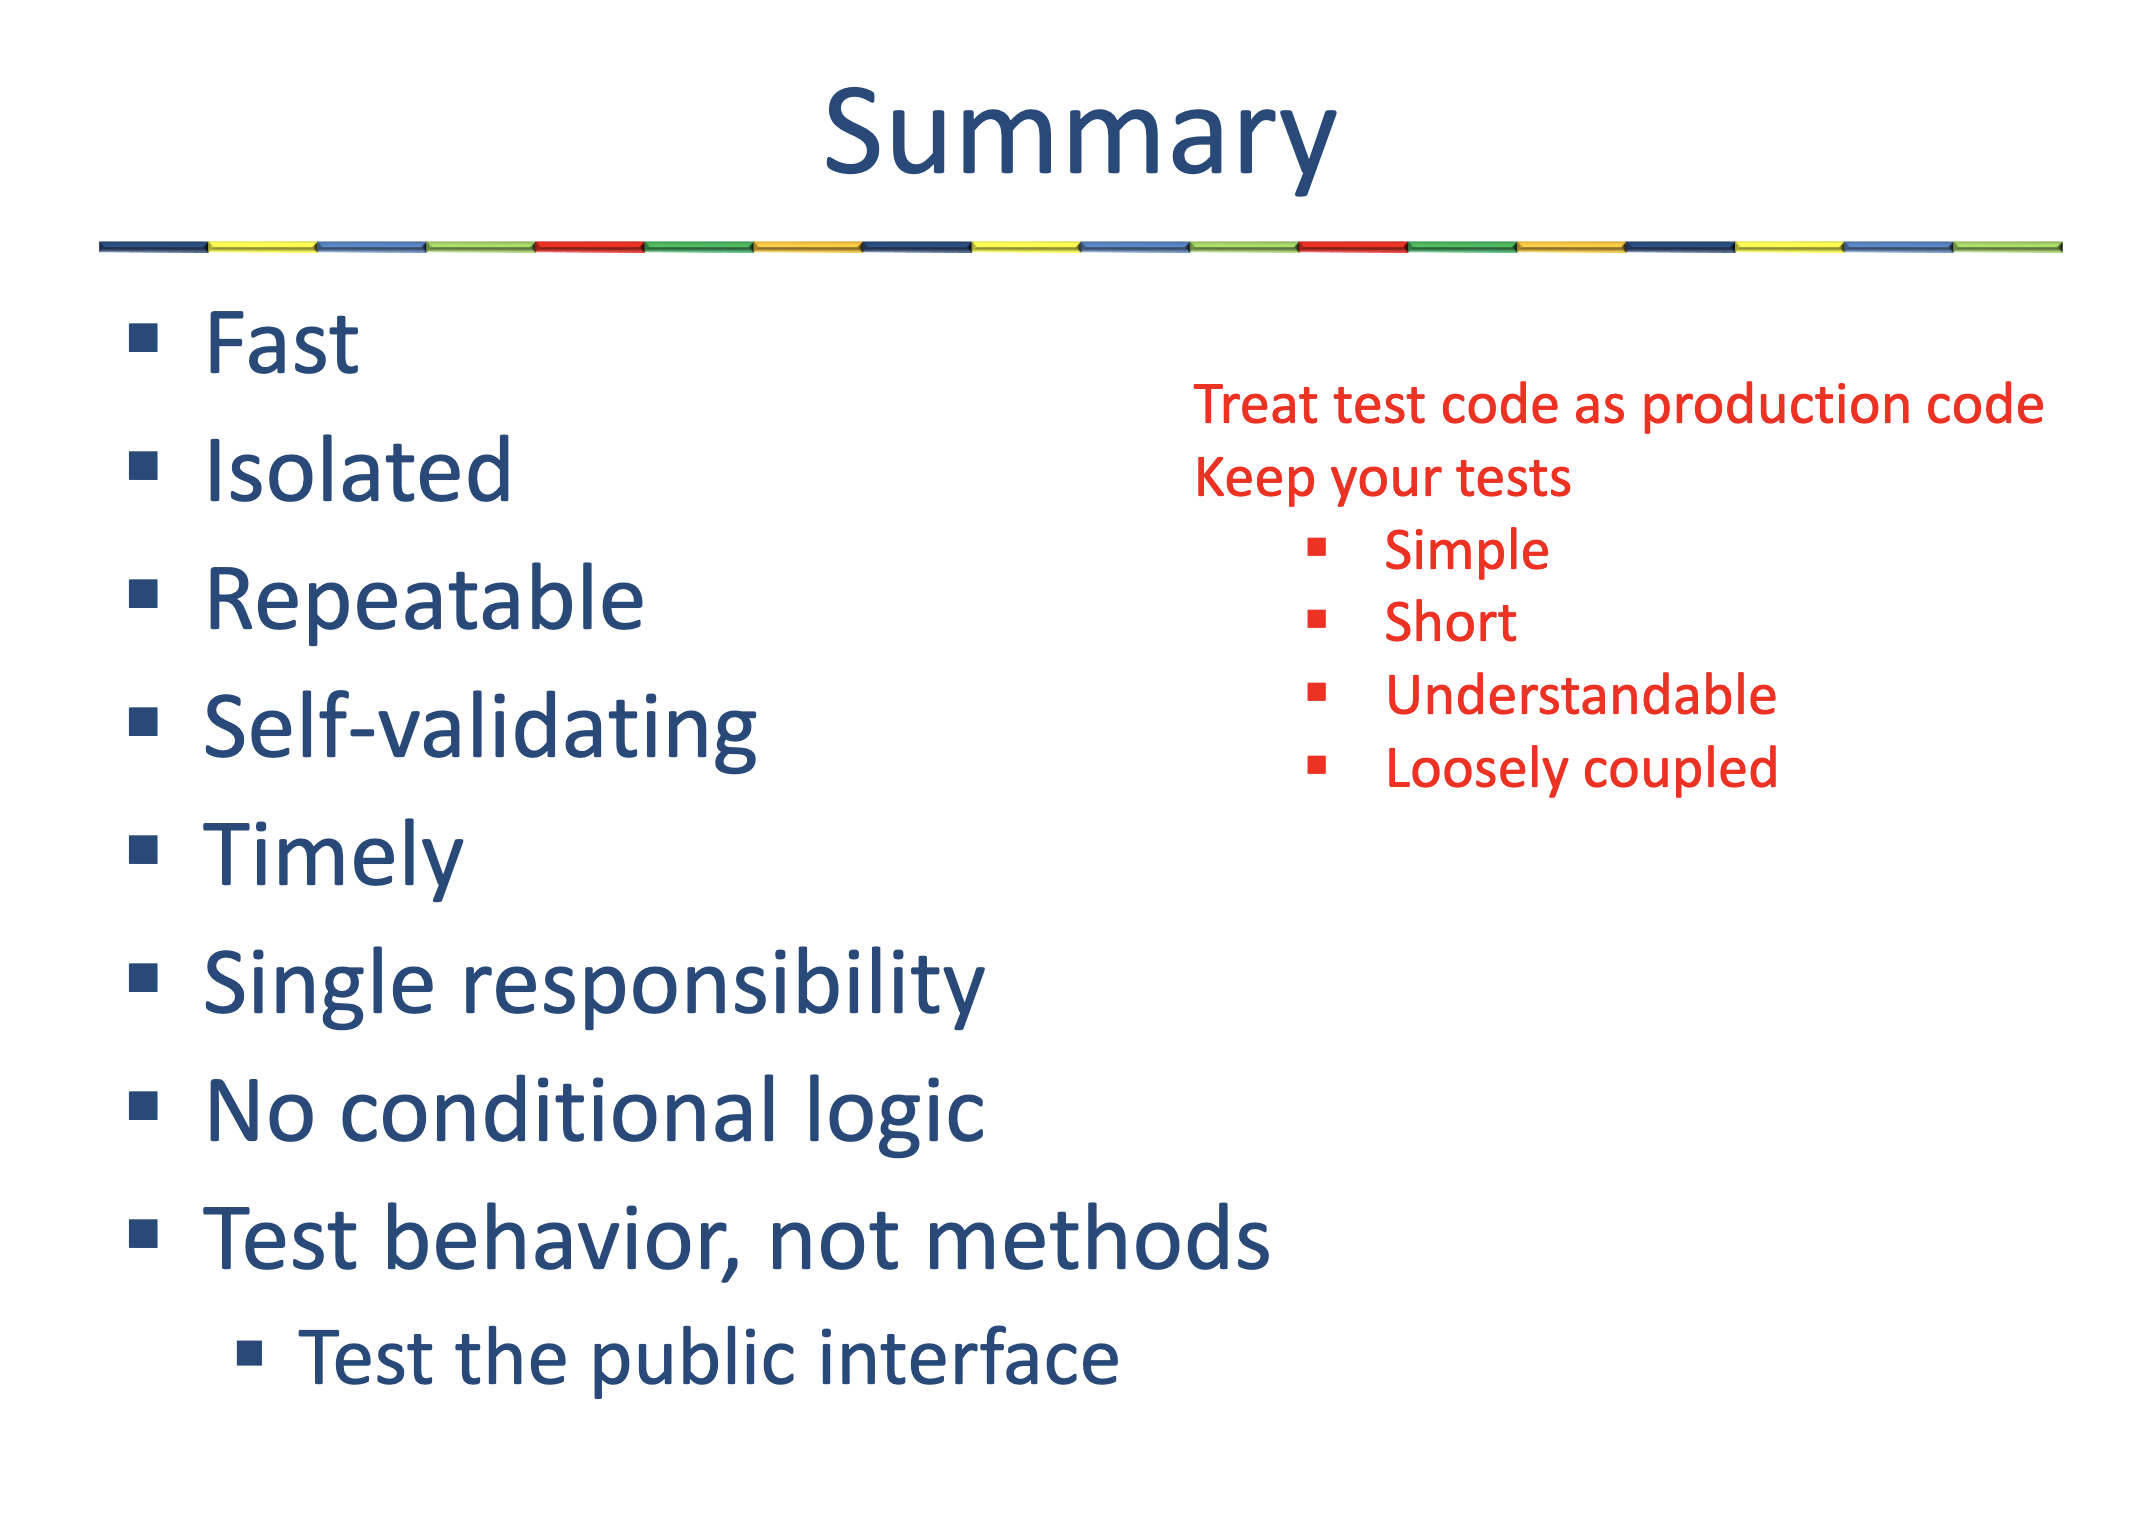 Summary
Fast
Isolated
Repeatable
Self-validating
Timely
Single responsibility
No conditional logic
Test behavior, not methods
Test the public interface
Treat test code as production code
Keep your tests
Simple
Short
Understandable
Loosely coupled